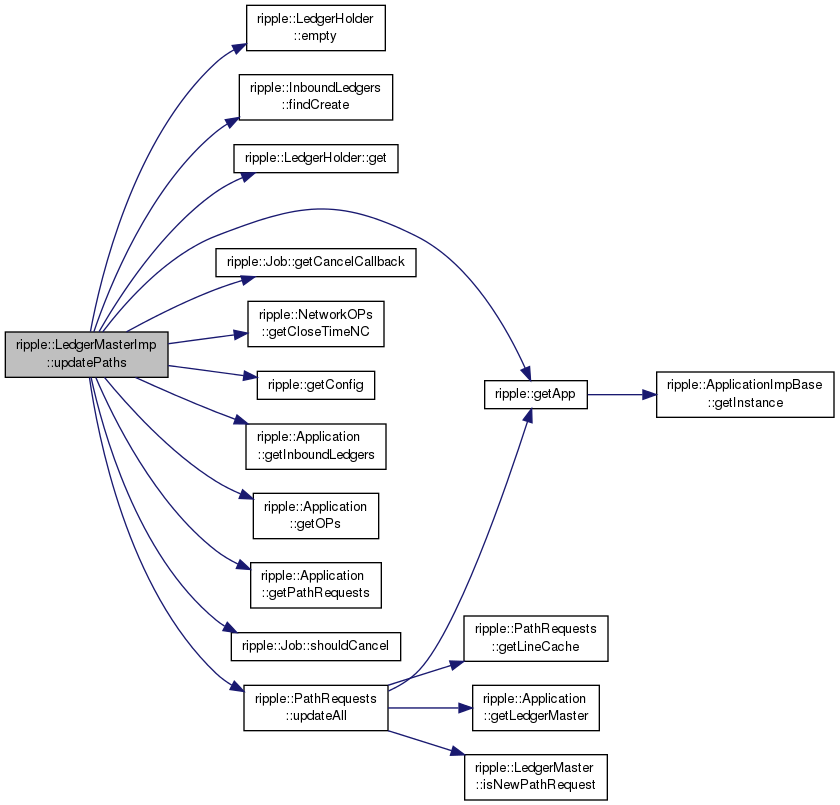 ripple::LedgerHolder
::empty
ripple::InboundLedgers
::findCreate
ripple::LedgerHolder::get
ripple::Job::getCancelCallback
ripple::NetworkOPs
::getCloseTimeNC
ripple::LedgerMasterImp
::updatePaths
ripple::getConfig
ripple::getApp
ripple::ApplicationImpBase
::getInstance
ripple::Application
::getInboundLedgers
ripple::Application
::getOPs
ripple::Application
::getPathRequests
ripple::Job::shouldCancel
ripple::PathRequests
::getLineCache
ripple::PathRequests
::updateAll
ripple::Application
::getLedgerMaster
ripple::LedgerMaster
::isNewPathRequest